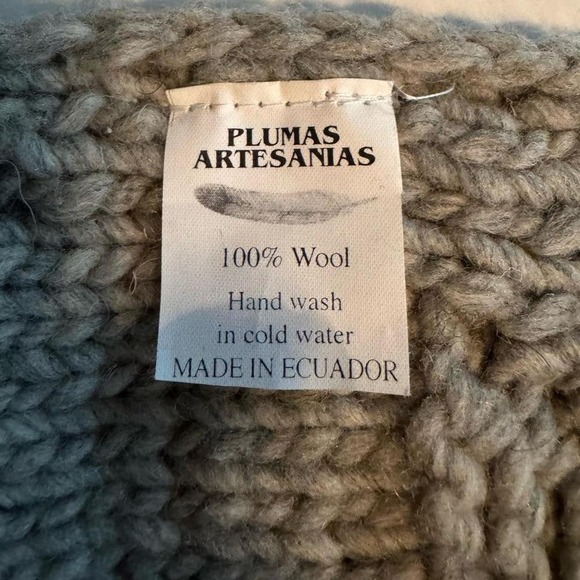 PLUMAS
ARTESANIAS
100% Wool
Hand wash
in cold water
MADE IN ECUADOR